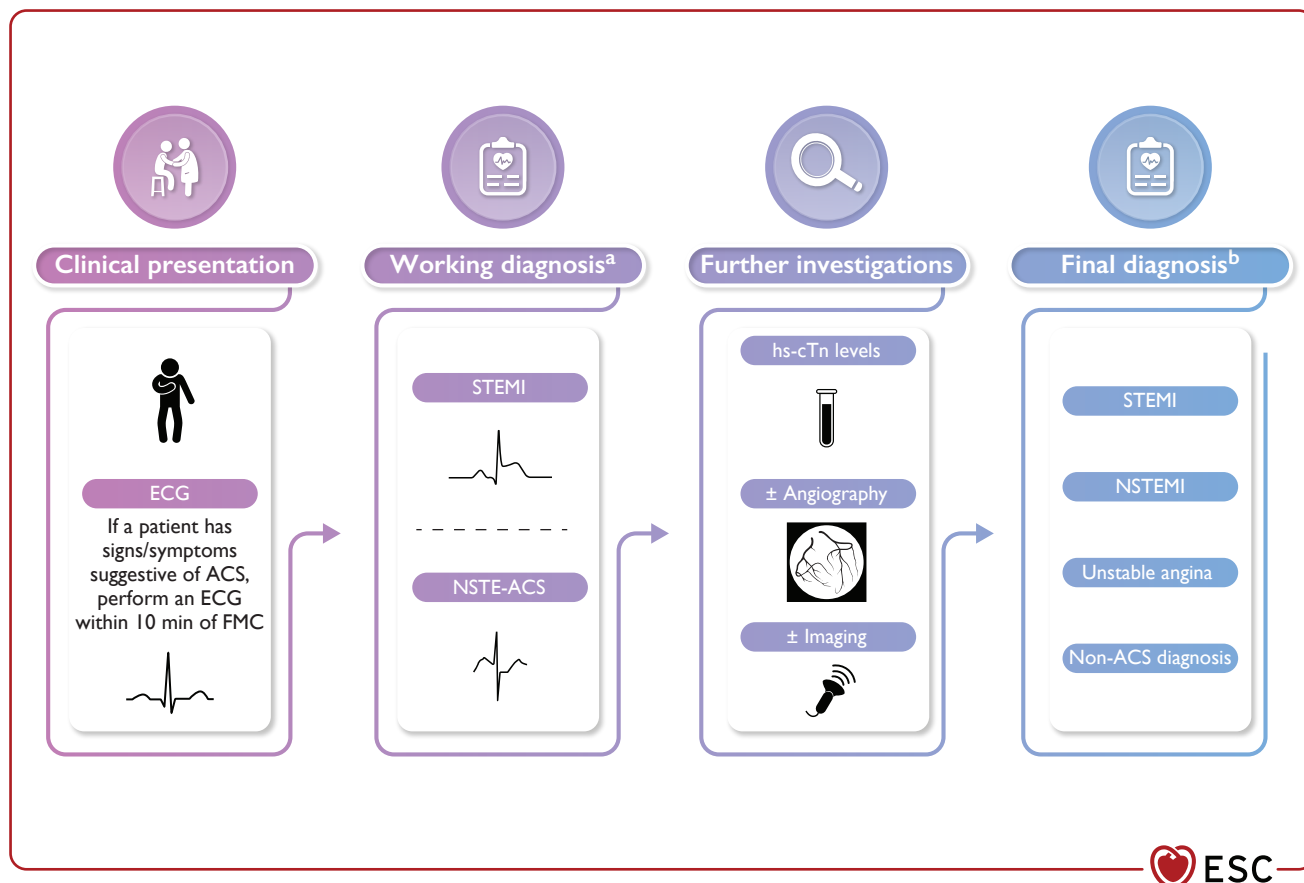 Clinical presentation
ECG
If a patient has
signs/symptoms
suggestive of ACS,
perform an ECG
within 10 min of FMC
Working diagnosisᵃ
STEMI
NSTE-ACS
Further investigations
hs-cTn levels
± Angiography
± Imaging
Final diagnosisᵇ
STEMI
NSTEMI
Unstable angina
Non-ACS diagnosis
ESC